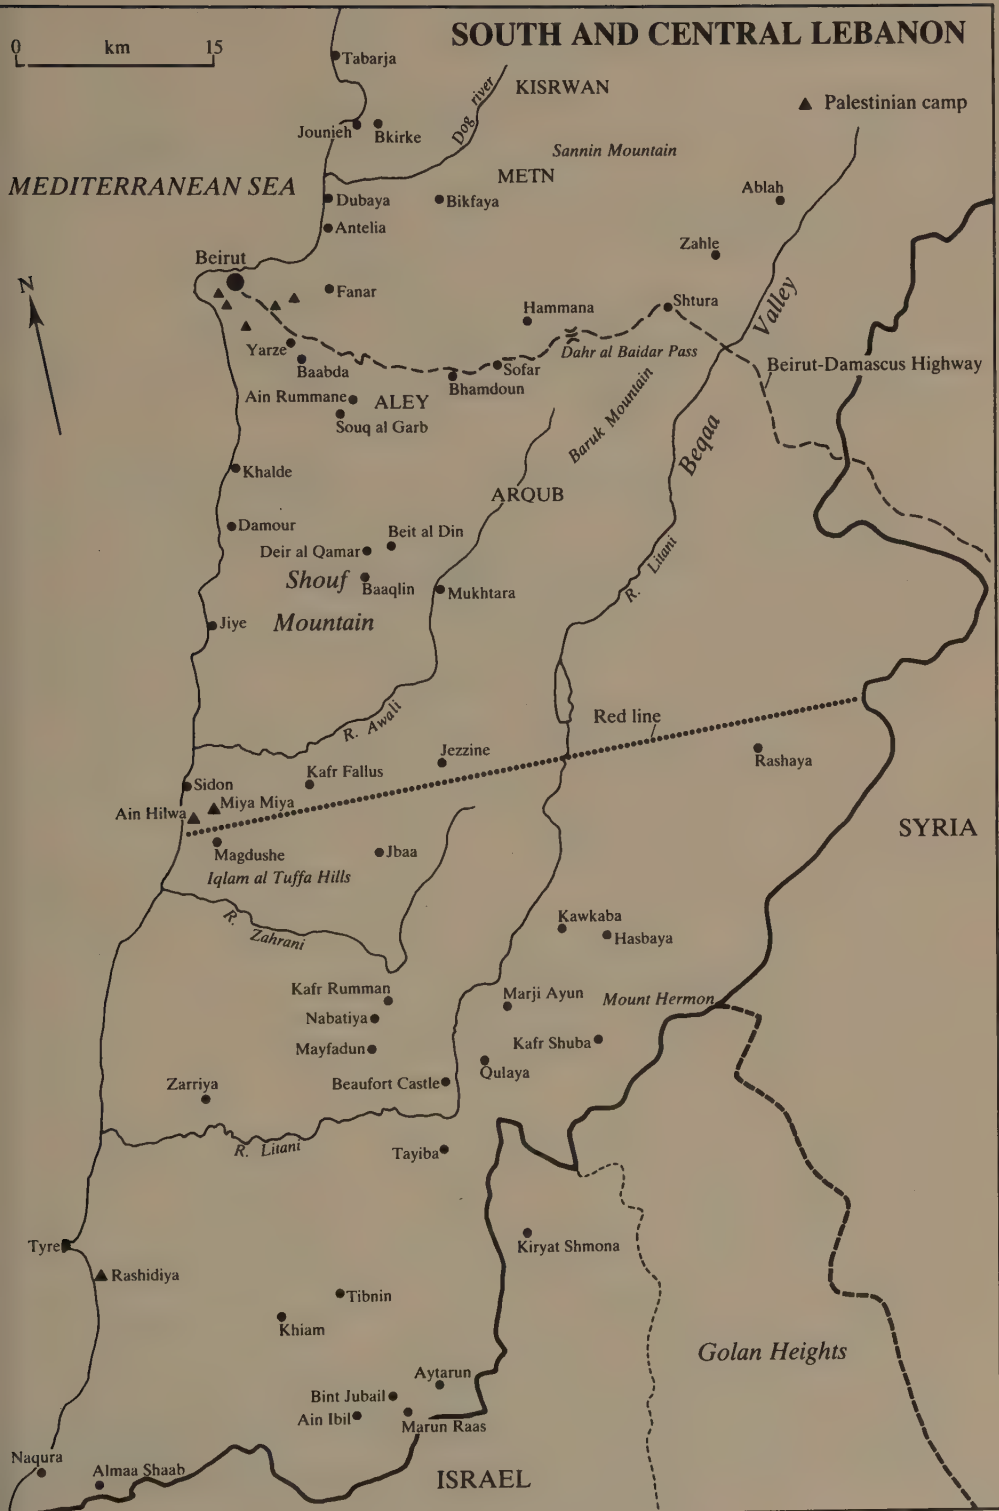 SOUTH AND CENTRAL LEBANON
0 km 15
Tabarja
KISRWAN
Dog river
Palestinian camp
Jounieh
Bkirke
Sannin Mountain
METN
MEDITERRANEAN SEA
Dubaya
Bikfaya
Ablah
Antelia
Zahle
Beirut
N
Fanar
Hammana
Shtura
Valley
Yarze
Dahr al Baidar Pass
Baabda
Sofar
Beirut-Damascus Highway
Bhamdoun
Ain Rummane
ALEY
Souq al Garb
Baruk Mountain
Beqaa
Khalde
ARQUB
Damour
Beit al Din
Deir al Qamar
Shouf
Baaqlin
Mukhtara
R. Litani
Jiye
Mountain
R. Awali
Red line
Jezzine
Rashaya
Kafr Fallus
Sidon
Miya Miya
Ain Hilwa
SYRIA
Magdushe
Jbaa
Iqlam al Tuffa Hills
R. Zahrani
Kawkaba
Hasbaya
Kafr Rumman
Marji Ayun
Mount Hermon
Nabatiya
Kafr Shuba
Mayfadun
Qulaya
Zarriya
Beaufort Castle
R. Litani
Tayiba
Tyre
Kiryat Shmona
Rashidiya
Tibnin
Khiam
Golan Heights
Aytarun
Bint Jubail
Ain Ibil
Marun Raas
Naqura
Almaa Shaab
ISRAEL